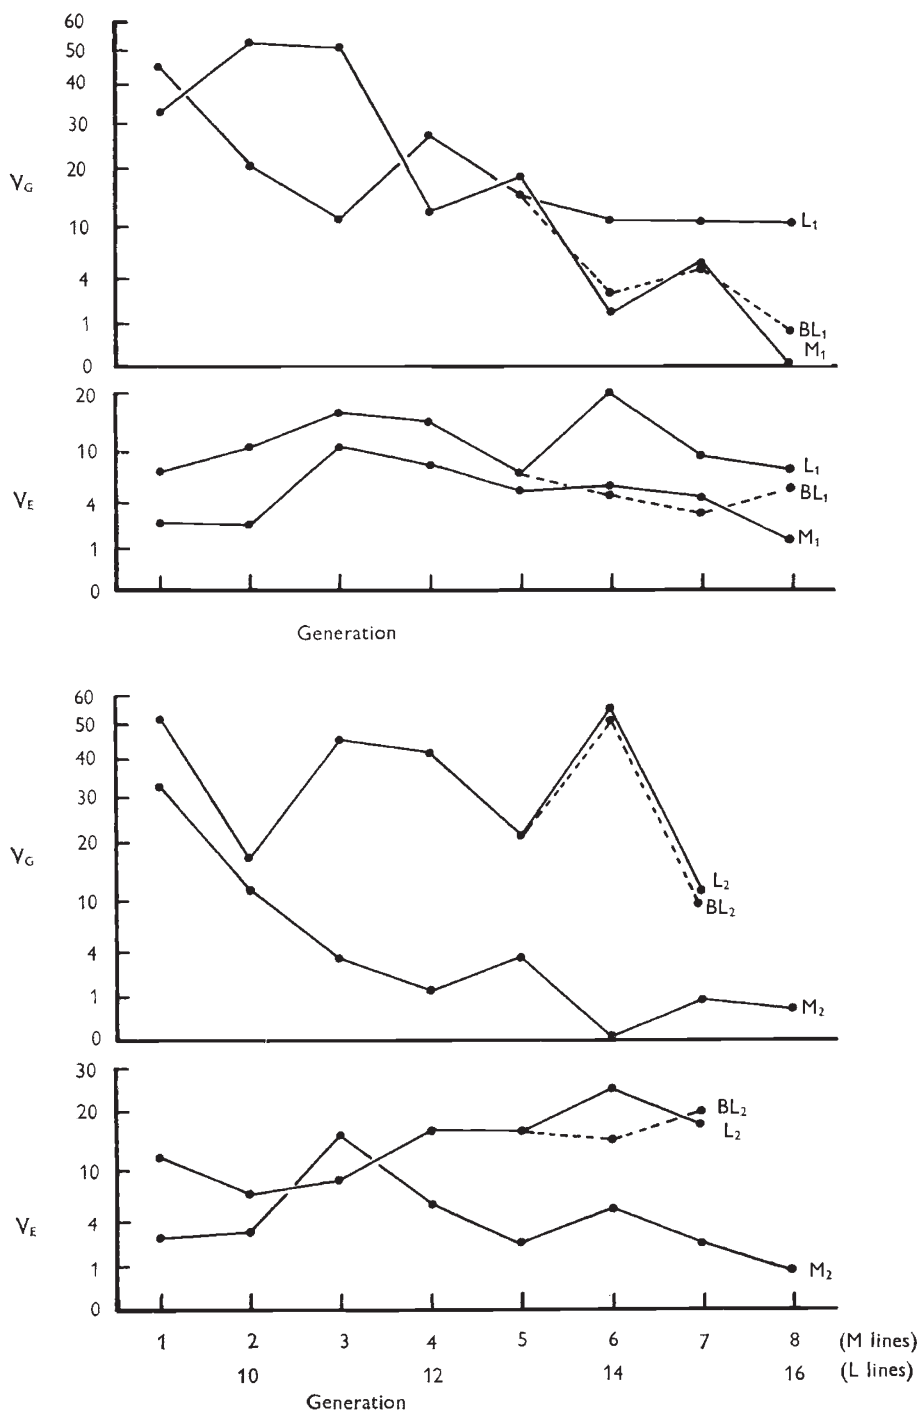 60
50
40
30
20
V_G
10
L₁
4
BL₁
1
M₁
0
20
10
L₁
V_E
BL₁
4
M₁
1
0
Generation
60
50
40
30
20
V_G
L₂
10
BL₂
4
1
M₂
0
30
20
BL₂
L₂
10
4
V_E
1
M₂
0
1 2 3 4 5 6 7 8 (M lines)
10 12 14 16 (L lines)
Generation